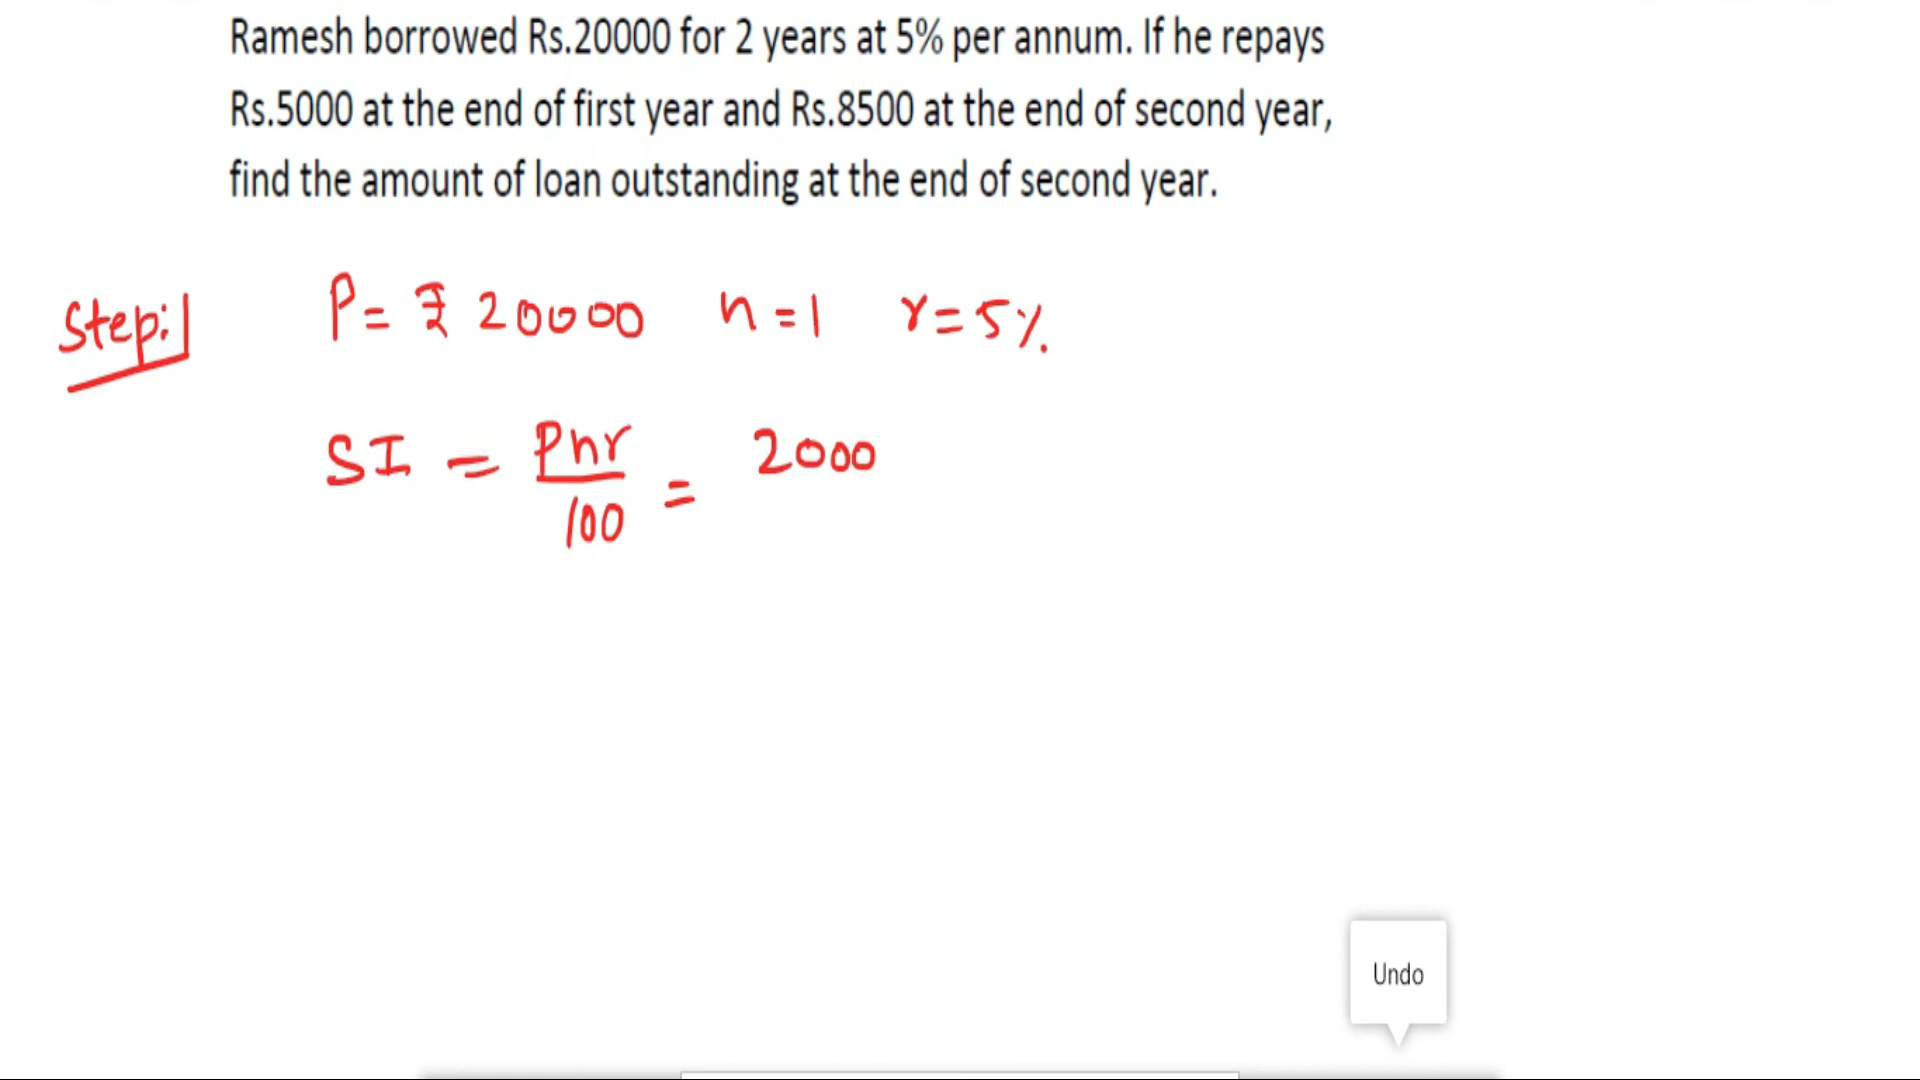 Ramesh borrowed Rs.20000 for 2 years at 5% per annum. If he repays
Rs.5000 at the end of first year and Rs.8500 at the end of second year,
find the amount of loan outstanding at the end of second year.
Step:1 P= ₹ 20000 n=1 r=5%.
SI = Pnr/100 = 2000
Undo